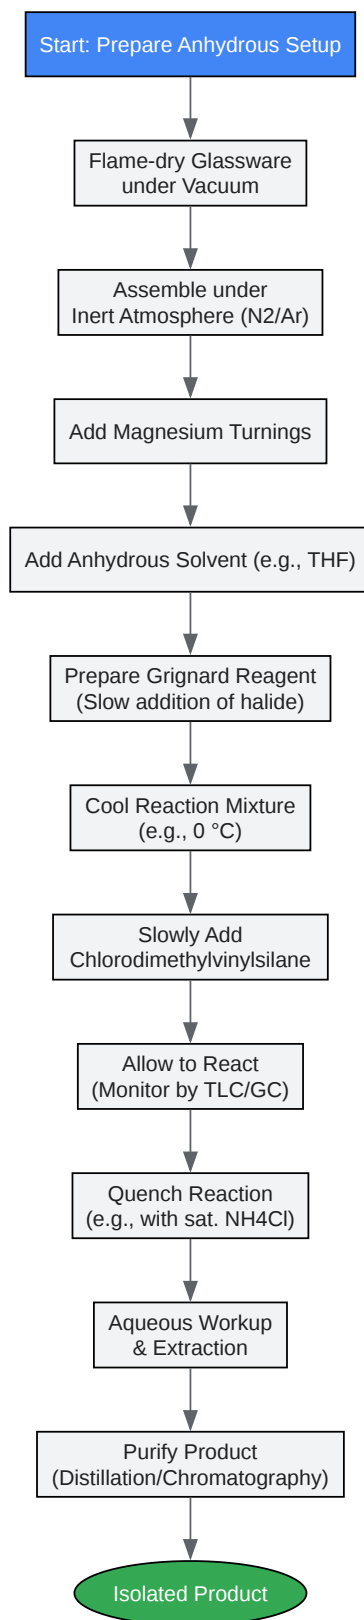 Start: Prepare Anhydrous Setup
Flame-dry Glassware
under Vacuum
Assemble under
Inert Atmosphere (N2/Ar)
Add Magnesium Turnings
Add Anhydrous Solvent (e.g., THF)
Prepare Grignard Reagent
(Slow addition of halide)
Cool Reaction Mixture
(e.g., 0 °C)
Slowly Add
Chlorodimethylvinylsilane
Allow to React
(Monitor by TLC/GC)
Quench Reaction
(e.g., with sat. NH4Cl)
Aqueous Workup
& Extraction
Purify Product
(Distillation/Chromatography)
Isolated Product